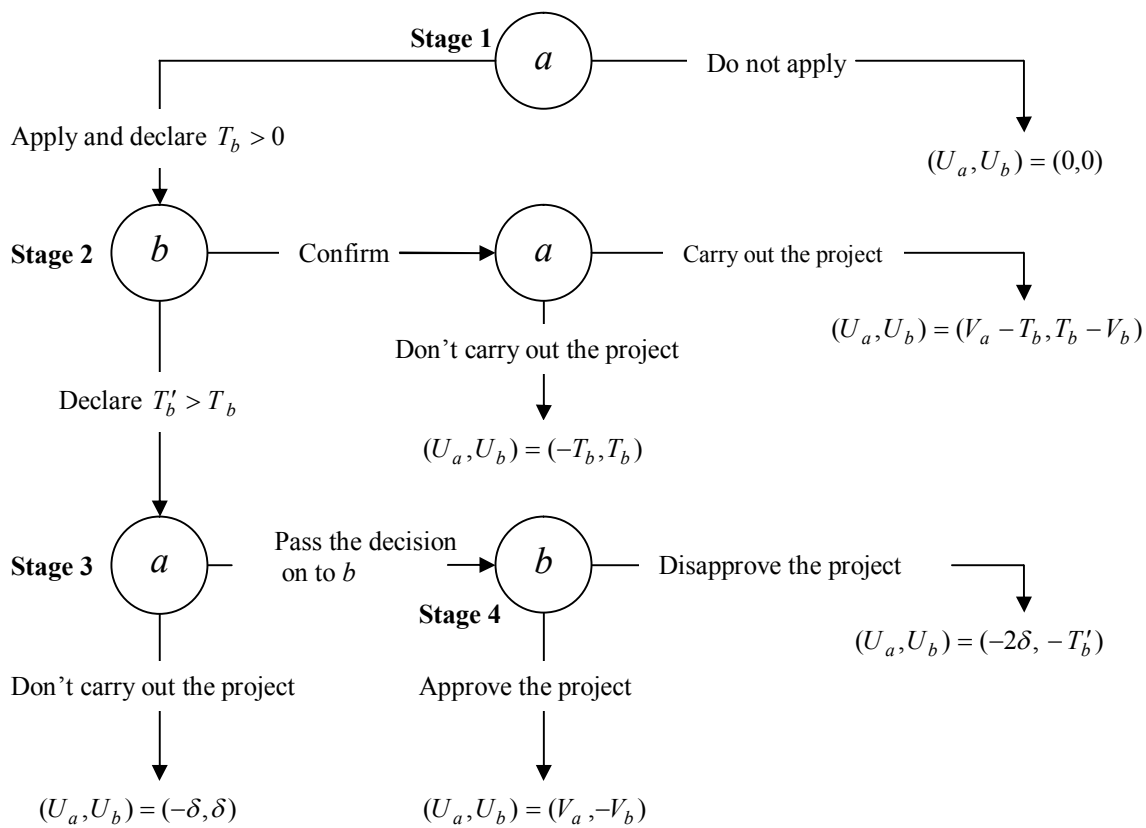 Stage 1
a
Do not apply
Apply and declare T_b > 0
(U_a, U_b) = (0,0)
Stage 2
b
Confirm
a
Carry out the project
(U_a, U_b) = (V_a − T_b, T_b − V_b)
Don’t carry out the project
Declare T′_b > T_b
(U_a, U_b) = (−T_b, T_b)
Stage 3
a
Pass the decision
on to b
b
Disapprove the project
Stage 4
(U_a, U_b) = (−2δ, −T′_b)
Don’t carry out the project
Approve the project
(U_a, U_b) = (−δ, δ)
(U_a, U_b) = (V_a, −V_b)